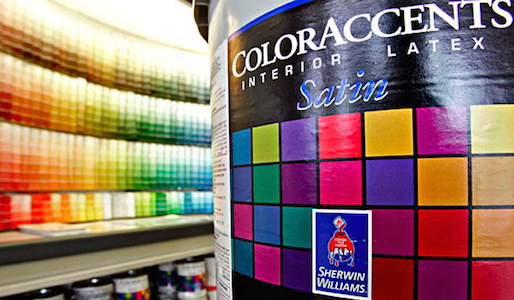 COLORACCENTS
INTERIOR LATEX
Satin
SHERWIN
WILLIAMS.